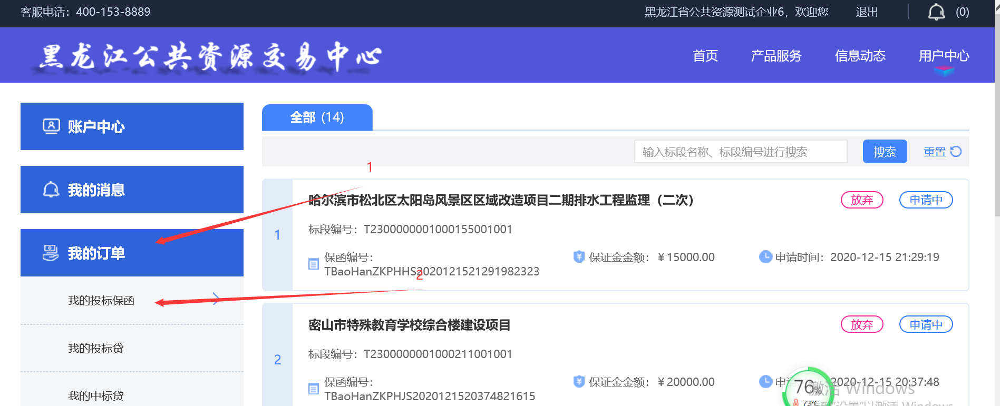 客服电话：400-153-8889
黑龙江省公共资源测试企业6，欢迎您 退出 (0)
黑龙江公共资源交易中心
首页 产品服务 信息动态 用户中心
账户中心
我的消息
我的订单
我的投标保函
我的投标贷
我的中标贷
全部 (14)
输入标段名称、标段编号进行搜索 搜索 重置
1
1
哈尔滨市松北区太阳岛风景区区域改造项目二期排水工程监理（二次） 放弃 申请中
标段编号：T2300000001000155001001
保函编号：
TBaoHanZKPHHS2020121521291982323
保证金金额：￥15000.00
申请时间：2020-12-15 21:29:19
2
2
密山市特殊教育学校综合楼建设项目 放弃 申请中
标段编号：T2300000001000211001001
保函编号：
TBaoHanZKPHJS2020121520374821615
保证金金额：￥20000.00
申 2020-12-15 20:37:48
76%
73°C
激活 Windows
转到"设置"以激活 Windows